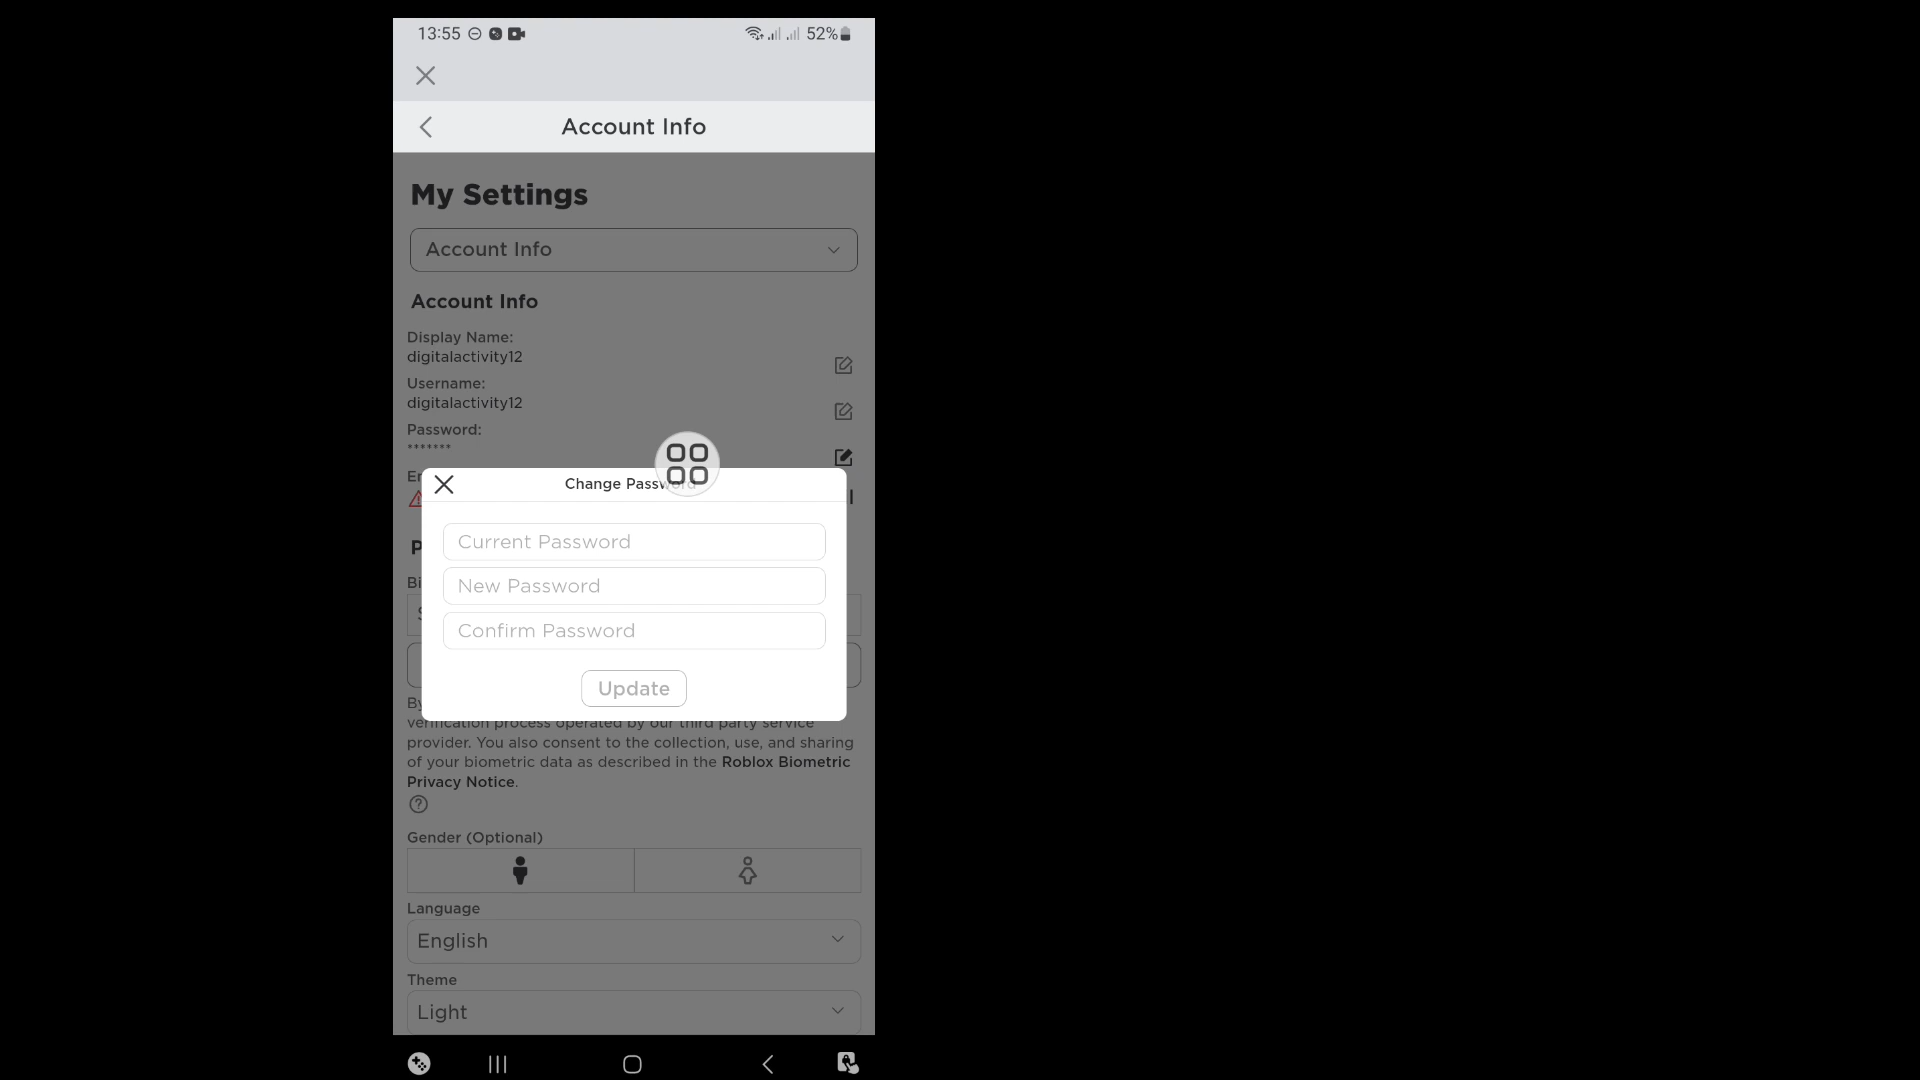 13:55 52%
Account Info
My Settings
Account Info
Account Info
Display Name:
digitalactivity12
Username:
digitalactivity12
Password:
*******
Change Password
Current Password
New Password
Confirm Password
Update
By
verification process operated by our third party service
provider. You also consent to the collection, use, and sharing
of your biometric data as described in the Roblox Biometric
Privacy Notice.
Gender (Optional)
Language
English
Theme
Light